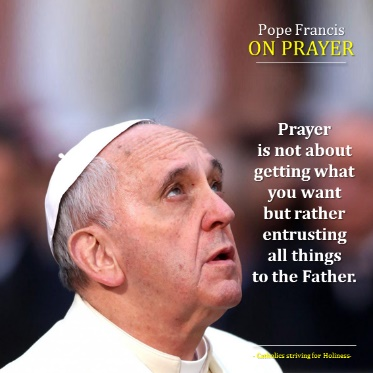 Pope Francis
ON PRAYER
Prayer
is not about
getting what
you want
but rather
entrusting
all things
to the Father.
- Catholics striving for Holiness-